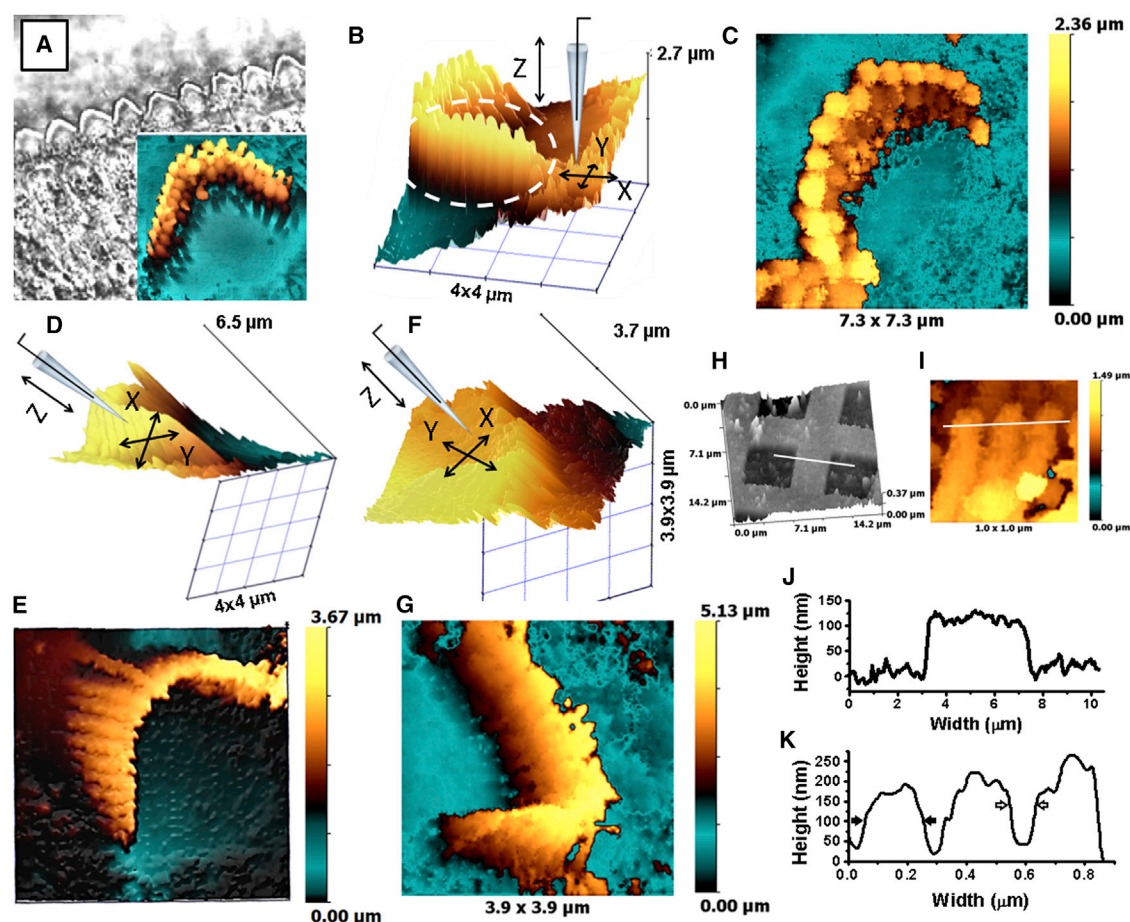 A
B
Z
2.7 µm
Y
X
4x4 µm
C
2.36 µm
0.00 µm
7.3 x 7.3 µm
D
6.5 µm
Z
X
Y
4x4 µm
F
3.7 µm
Z
X
Y
3.9x3.9 µm
H
0.0 µm
7.1 µm
14.2 µm
0.0 µm
7.1 µm
14.2 µm
0.37 µm
0.00 µm
I
1.49 µm
0.00 µm
1.0 x 1.0 µm
E
3.67 µm
0.00 µm
G
5.13 µm
0.00 µm
3.9 x 3.9 µm
J
Height (nm)
150
100
50
0
0 2 4 6 8 10
Width (µm)
K
Height (nm)
250
200
150
100
50
0
0.0 0.2 0.4 0.6 0.8
Width (µm)